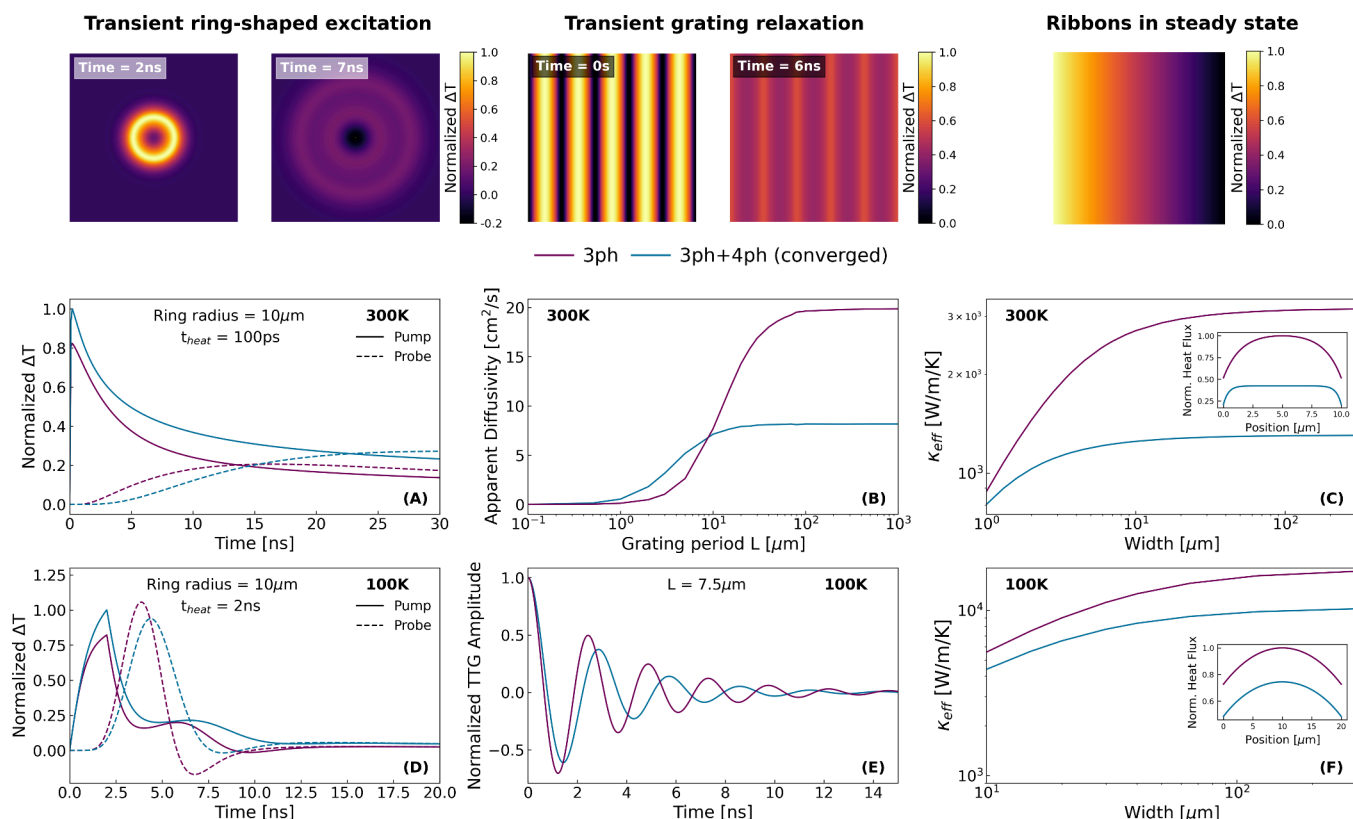 Transient ring-shaped excitation
Transient grating relaxation
Ribbons in steady state
Time = 2ns
Time = 7ns
1.0
0.8
0.6
0.4
0.2
0.0
-0.2
Normalized ΔT
Time = 0s
Time = 6ns
1.0
0.8
0.6
0.4
0.2
0.0
Normalized ΔT
1.0
0.8
0.6
0.4
0.2
0.0
Normalized ΔT
3ph
3ph+4ph (converged)
Normalized ΔT
1.0
0.8
0.6
0.4
0.2
0.0
Ring radius = 10μm
300K
t_heat = 100ps
Pump
Probe
(A)
0
5
10
15
20
25
30
Time [ns]
Apparent Diffusivity [cm²/s]
20
15
10
5
0
300K
(B)
10⁻¹
10⁰
10¹
10²
10³
Grating period L [μm]
κ_eff [W/m/K]
3 × 10³
2 × 10³
10³
300K
Norm. Heat Flux
1.00
0.75
0.50
0.25
0.0
2.5
5.0
7.5
10.0
Position [μm]
(C)
10⁰
10¹
10²
Width [μm]
Normalized ΔT
1.25
1.00
0.75
0.50
0.25
0.00
Ring radius = 10μm
100K
t_heat = 2ns
Pump
Probe
(D)
0.0
2.5
5.0
7.5
10.0
12.5
15.0
17.5
20.0
Time [ns]
Normalized TTG Amplitude
1.0
0.5
0.0
−0.5
L = 7.5μm
100K
(E)
0
2
4
6
8
10
12
14
Time [ns]
κ_eff [W/m/K]
10⁴
10³
100K
Norm. Heat Flux
1.0
0.8
0.6
0
10
20
Position [μm]
(F)
10¹
10²
Width [μm]